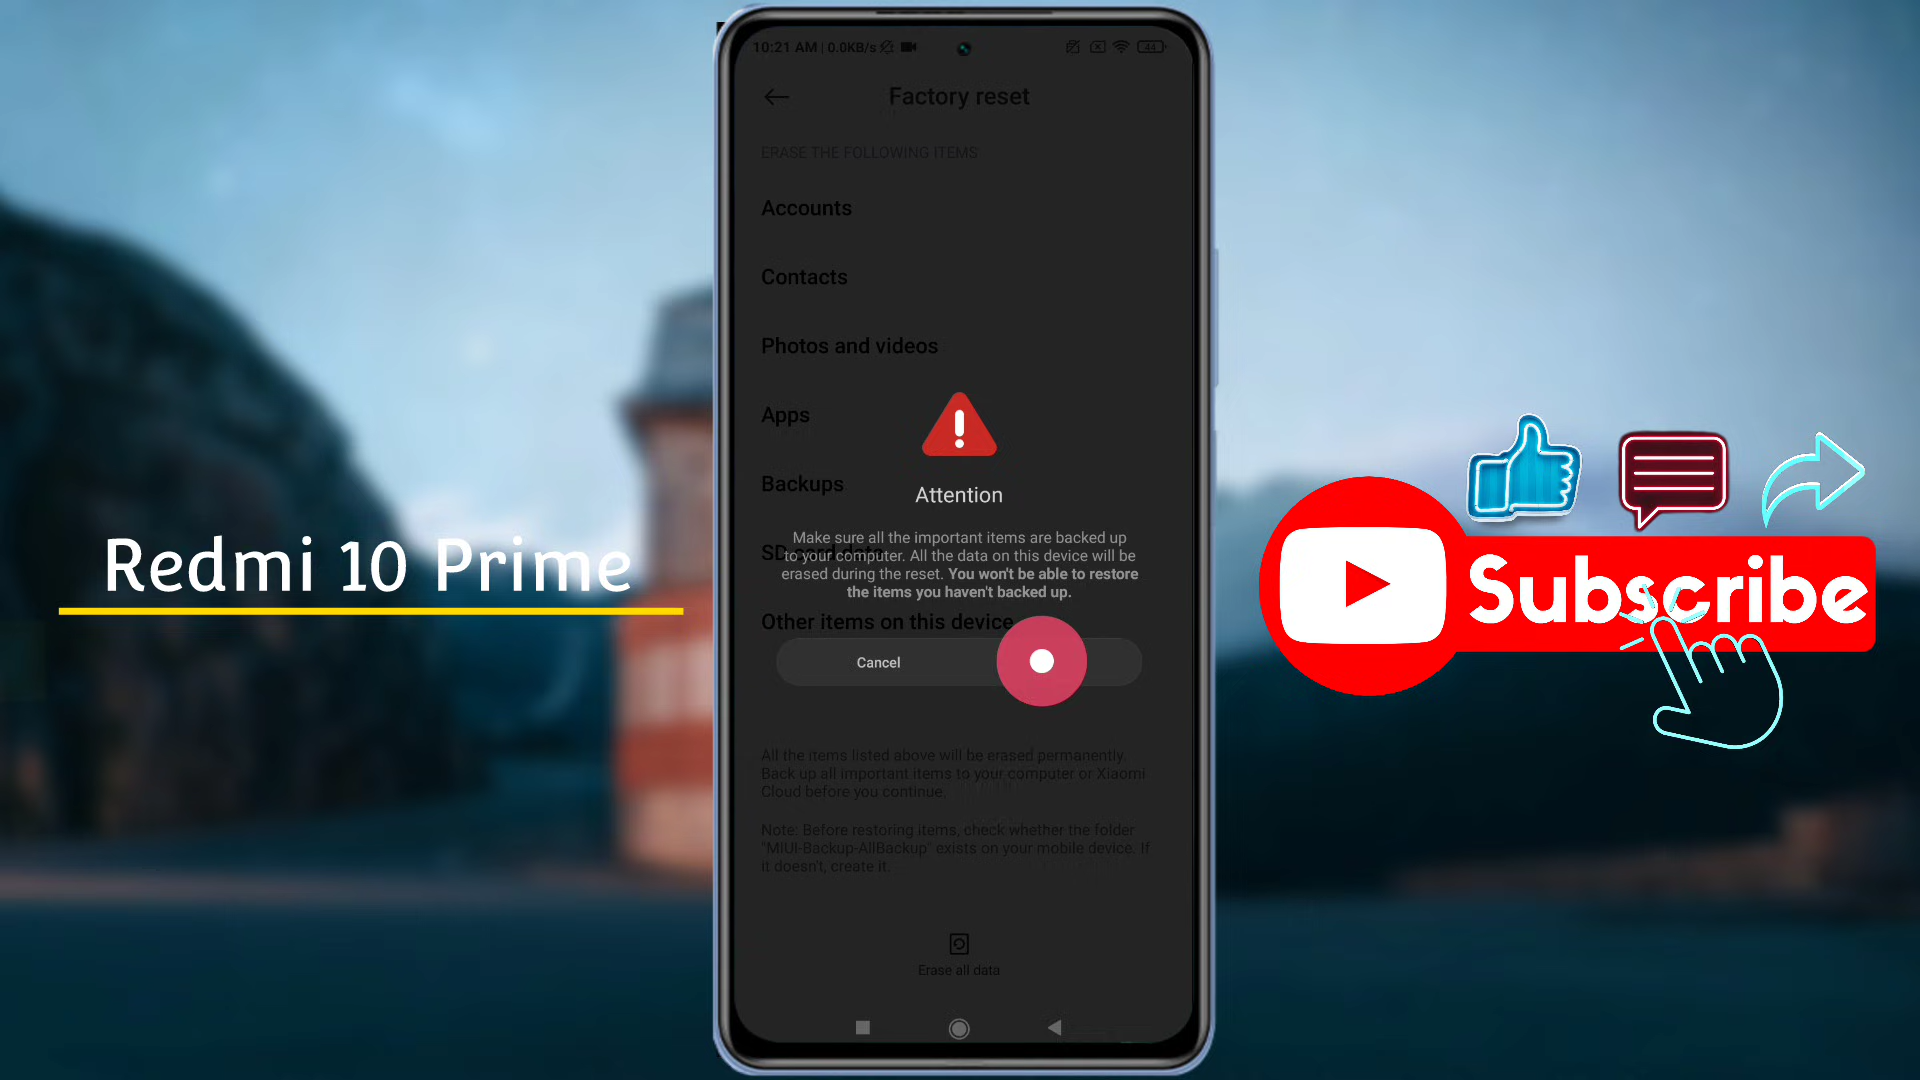 10:21 AM | 0.0KB/s
44
Factory reset
ERASE THE FOLLOWING ITEMS
Accounts
Contacts
Photos and videos
Apps
Backups
SD card data
Other items on this device
Attention
Make sure all the important items are backed up
to your computer. All the data on this device will be
erased during the reset. You won't be able to restore
the items you haven't backed up.
Cancel
All the items listed above will be erased permanently.
Back up all important items to your computer or Xiaomi
Cloud before you continue.
Note: Before restoring items, check whether the folder
"MIUI-Backup-AllBackup" exists on your mobile device. If
it doesn't, create it.
Erase all data
Redmi 10 Prime
Subscribe